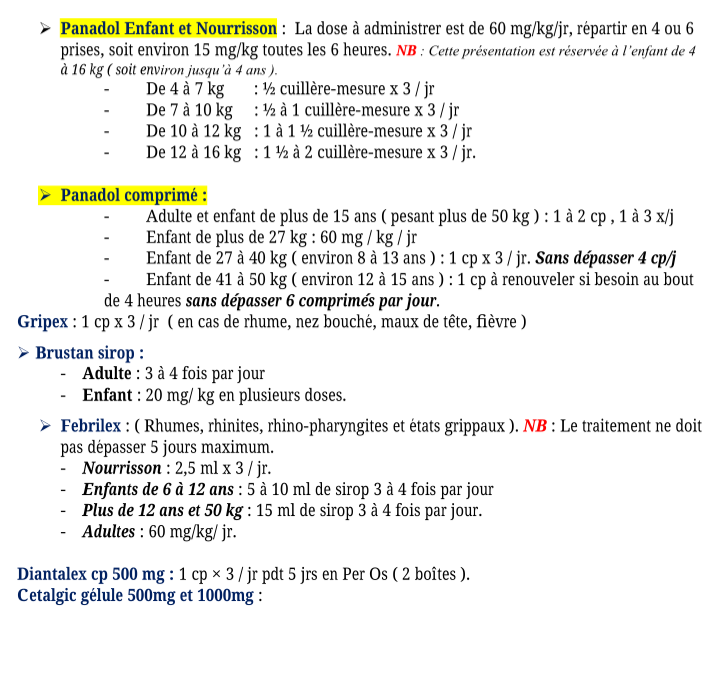 ➢ Panadol Enfant et Nourrisson : La dose à administrer est de 60 mg/kg/jr, répartir en 4 ou 6
prises, soit environ 15 mg/kg toutes les 6 heures. NB : Cette présentation est réservée à l'enfant de 4
à 16 kg ( soit environ jusqu'à 4 ans ).
- De 4 à 7 kg : ½ cuillère-mesure x 3 / jr
- De 7 à 10 kg : ½ à 1 cuillère-mesure x 3 / jr
- De 10 à 12 kg : 1 à 1 ½ cuillère-mesure x 3 / jr
- De 12 à 16 kg : 1 ½ à 2 cuillère-mesure x 3 / jr.
➢ Panadol comprimé :
- Adulte et enfant de plus de 15 ans ( pesant plus de 50 kg ) : 1 à 2 cp , 1 à 3 x/j
- Enfant de plus de 27 kg : 60 mg / kg / jr
- Enfant de 27 à 40 kg ( environ 8 à 13 ans ) : 1 cp x 3 / jr. Sans dépasser 4 cp/j
- Enfant de 41 à 50 kg ( environ 12 à 15 ans ) : 1 cp à renouveler si besoin au bout
de 4 heures sans dépasser 6 comprimés par jour.
Gripex : 1 cp x 3 / jr ( en cas de rhume, nez bouché, maux de tête, fièvre )
➢ Brustan sirop :
- Adulte : 3 à 4 fois par jour
- Enfant : 20 mg/ kg en plusieurs doses.
➢ Febrilex : ( Rhumes, rhinites, rhino-pharyngites et états grippaux ). NB : Le traitement ne doit
pas dépasser 5 jours maximum.
- Nourrisson : 2,5 ml x 3 / jr.
- Enfants de 6 à 12 ans : 5 à 10 ml de sirop 3 à 4 fois par jour
- Plus de 12 ans et 50 kg : 15 ml de sirop 3 à 4 fois par jour.
- Adultes : 60 mg/kg/ jr.
Diantalex cp 500 mg : 1 cp × 3 / jr pdt 5 jrs en Per Os ( 2 boîtes ).
Cetalgic gélule 500mg et 1000mg :